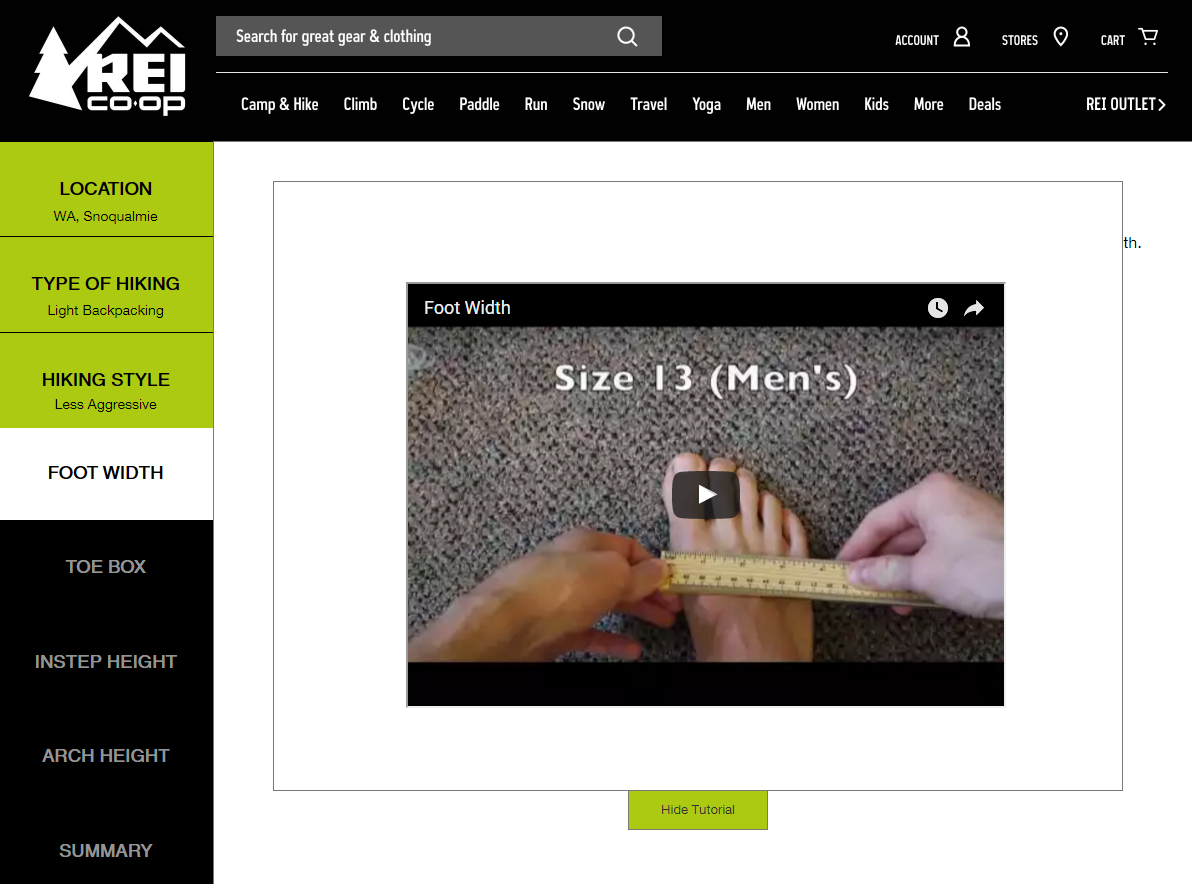 REI
co·op
Search for great gear & clothing
ACCOUNT
STORES
CART
Camp & Hike Climb Cycle Paddle Run Snow Travel Yoga Men Women Kids More Deals
REI OUTLET
LOCATION
WA, Snoqualmie
TYPE OF HIKING
Light Backpacking
HIKING STYLE
Less Aggressive
FOOT WIDTH
TOE BOX
INSTEP HEIGHT
ARCH HEIGHT
SUMMARY
th.
Foot Width
Size 13 (Men's)
Hide Tutorial